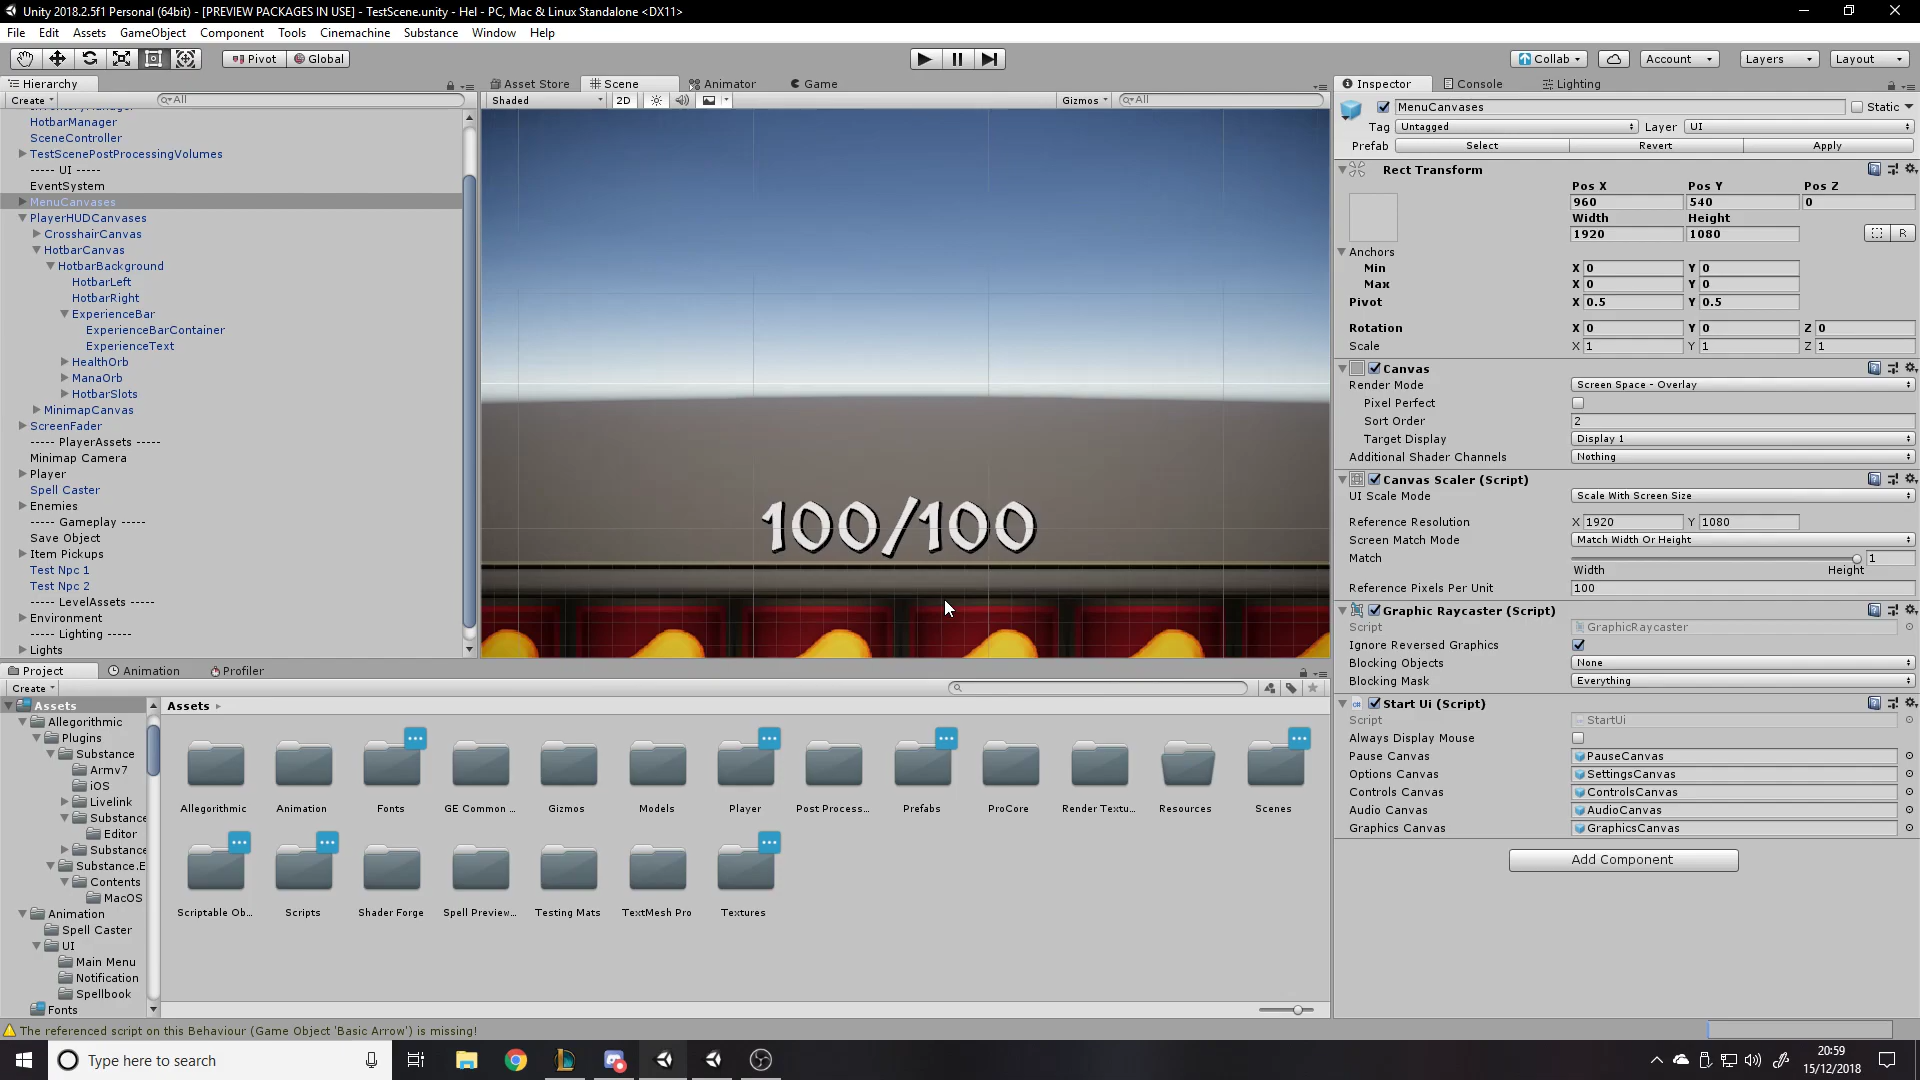 Unity 2018.2.5f1 Personal (64bit) - [PREVIEW PACKAGES IN USE] - TestScene.unity - Hel - PC, Mac & Linux Standalone <DX11>
File Edit Assets GameObject Component Tools Cinemachine Substance Window Help
Pivot Global Collab Account Layers Layout
Hierarchy
Create All
HotbarManager
SceneController
TestScenePostProcessingVolumes
----- UI -----
EventSystem
MenuCanvases
PlayerHUDCanvases
CrosshairCanvas
HotbarCanvas
HotbarBackground
HotbarLeft
HotbarRight
ExperienceBar
ExperienceBarContainer
ExperienceText
HealthOrb
ManaOrb
HotbarSlots
MinimapCanvas
ScreenFader
----- PlayerAssets -----
Minimap Camera
Player
Spell Caster
Enemies
----- Gameplay -----
Save Object
Item Pickups
Test Npc 1
Test Npc 2
----- LevelAssets -----
Environment
----- Lighting -----
Lights
Asset Store Scene Animator Game
Shaded 2D Gizmos All
100/100
Inspector Console Lighting
MenuCanvases Static
Tag Untagged Layer UI
Prefab Select Revert Apply
Rect Transform
Pos X Pos Y Pos Z
960 540 0
Width Height
1920 1080 R
Anchors
Min X 0 Y 0
Max X 0 Y 0
Pivot X 0.5 Y 0.5
Rotation X 0 Y 0 Z 0
Scale X 1 Y 1 Z 1
Canvas
Render Mode Screen Space - Overlay
Pixel Perfect
Sort Order 2
Target Display Display 1
Additional Shader Channels Nothing
Canvas Scaler (Script)
UI Scale Mode Scale With Screen Size
Reference Resolution X 1920 Y 1080
Screen Match Mode Match Width Or Height
Match 1
Width Height
Reference Pixels Per Unit 100
Graphic Raycaster (Script)
Script GraphicRaycaster
Ignore Reversed Graphics
Blocking Objects None
Blocking Mask Everything
Start Ui (Script)
Script StartUi
Always Display Mouse
Pause Canvas PauseCanvas
Options Canvas SettingsCanvas
Controls Canvas ControlsCanvas
Audio Canvas AudioCanvas
Graphics Canvas GraphicsCanvas
Add Component
Project Animation Profiler
Create
Assets
Allegorithmic
Plugins
Substance
Armv7
iOS
Livelink
Substance
Editor
Substance
Substance.E
Contents
MacOS
Animation
Spell Caster
UI
Main Menu
Notification
Spellbook
Fonts
Assets
Allegorithmic Animation Fonts GE Common ... Gizmos Models Player Post Process... Prefabs ProCore Render Textu... Resources Scenes
Scriptable Ob... Scripts Shader Forge Spell Preview... Testing Mats TextMesh Pro Textures
The referenced script on this Behaviour (Game Object 'Basic Arrow') is missing!
Type here to search
20:59
15/12/2018